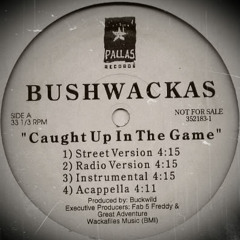 PALLAS
RECORDS
BUSHWACKAS
SIDE A
33 1/3 RPM
NOT FOR SALE
352183-1
"Caught Up In The Game"
1) Street Version 4:15
2) Radio Version 4:15
3) Instrumental 4:15
4) Acappella 4:11
Produced by: Buckwild
Executive Producers: Fab 5 Freddy &
Great Adventure
Wackafiles Music (BMI)